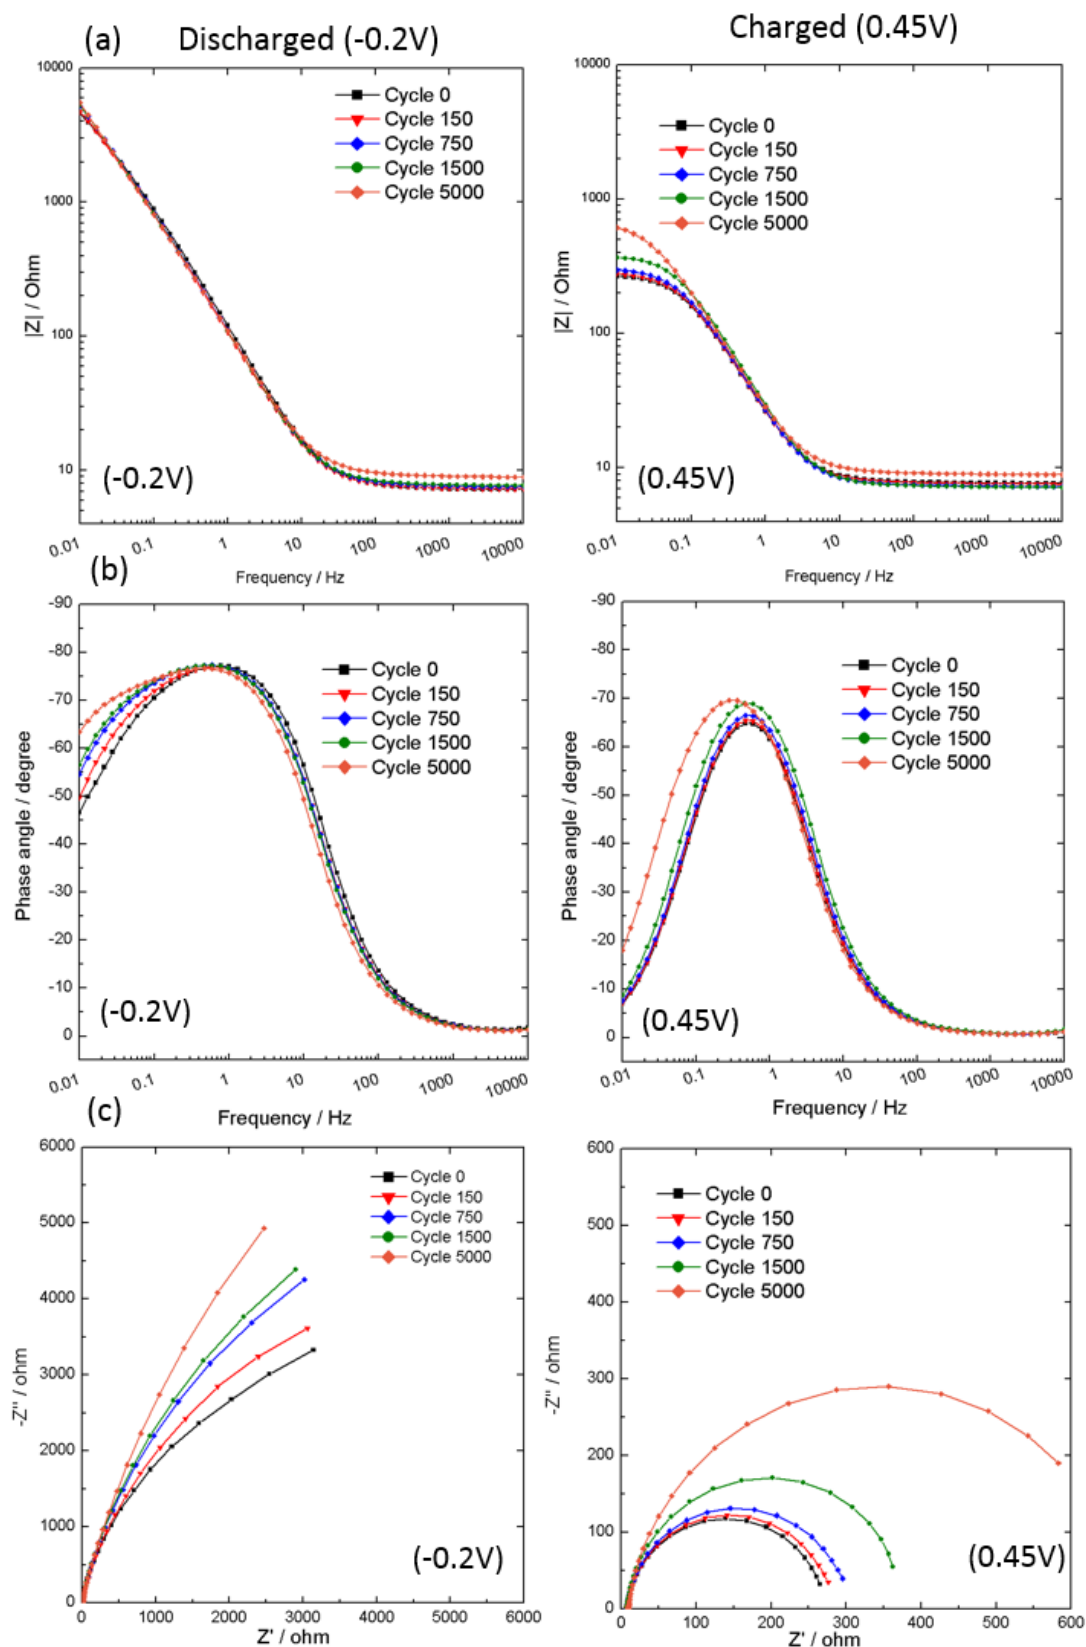 (a) Discharged (-0.2V) Charged (0.45V)
10000
1000
100
10
|Z| / Ohm
Cycle 0
Cycle 150
Cycle 750
Cycle 1500
Cycle 5000
(-0.2V)
0.01 0.1 1 10 100 1000 10000
Frequency / Hz
10000
1000
100
10
|Z| / Ohm
Cycle 0
Cycle 150
Cycle 750
Cycle 1500
Cycle 5000
(0.45V)
0.01 0.1 1 10 100 1000 10000
Frequency / Hz
(b)
-90
-80
-70
-60
-50
-40
-30
-20
-10
0
Phase angle / degree
Cycle 0
Cycle 150
Cycle 750
Cycle 1500
Cycle 5000
(-0.2V)
0.01 0.1 1 10 100 1000 10000
Frequency / Hz
-90
-80
-70
-60
-50
-40
-30
-20
-10
0
Phase angle / degree
Cycle 0
Cycle 150
Cycle 750
Cycle 1500
Cycle 5000
(0.45V)
0.01 0.1 1 10 100 1000 10000
Frequency / Hz
(c)
6000
5000
4000
3000
2000
1000
0
-Z'' / ohm
Cycle 0
Cycle 150
Cycle 750
Cycle 1500
Cycle 5000
(-0.2V)
0 1000 2000 3000 4000 5000 6000
Z' / ohm
600
500
400
300
200
100
0
-Z'' / ohm
Cycle 0
Cycle 150
Cycle 750
Cycle 1500
Cycle 5000
(0.45V)
0 100 200 300 400 500 600
Z' / ohm